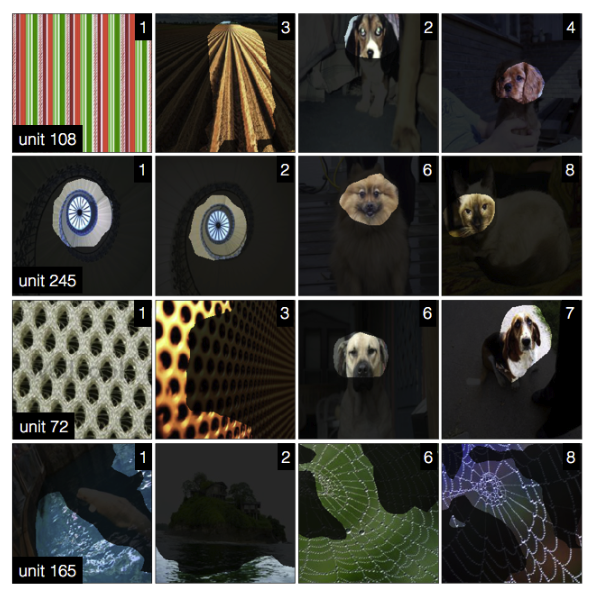 1 3 2 4
unit 108
1 2 6 8
unit 245
1 3 6 7
unit 72
1 2 6 8
unit 165